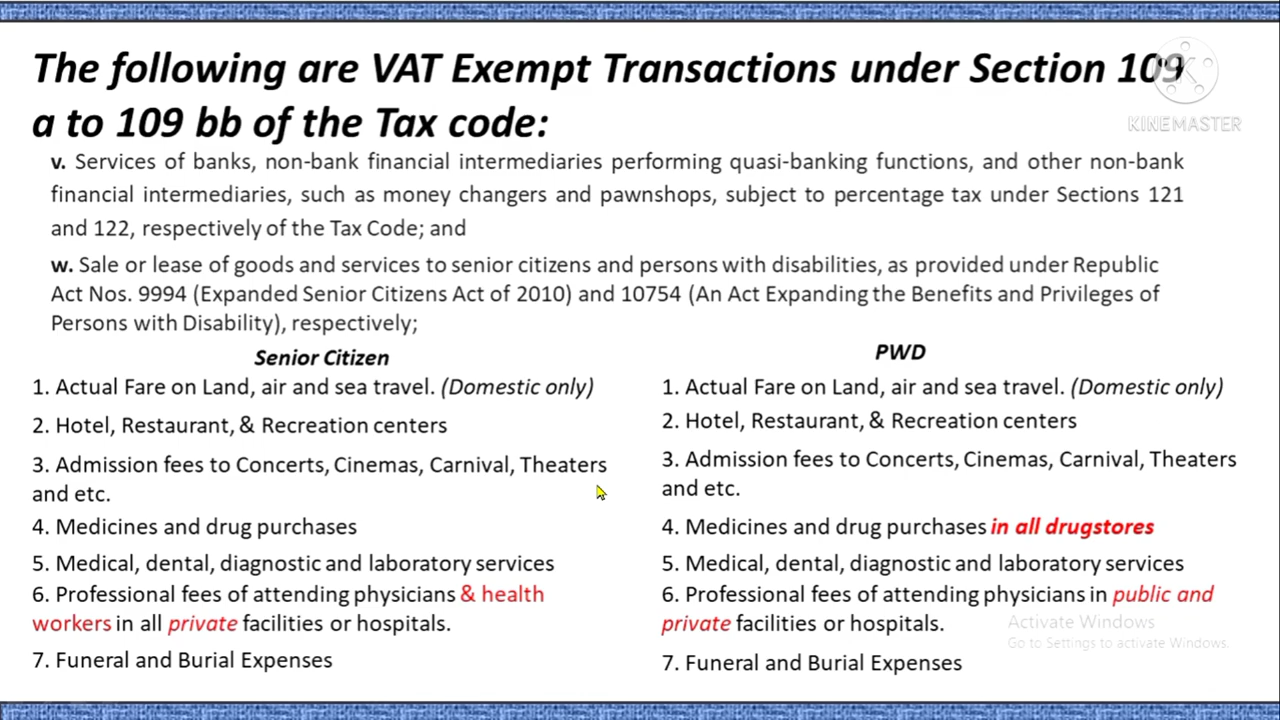 The following are VAT Exempt Transactions under Section 109
a to 109 bb of the Tax code:
KINEMASTER
v. Services of banks, non-bank financial intermediaries performing quasi-banking functions, and other non-bank
financial intermediaries, such as money changers and pawnshops, subject to percentage tax under Sections 121
and 122, respectively of the Tax Code; and
w. Sale or lease of goods and services to senior citizens and persons with disabilities, as provided under Republic
Act Nos. 9994 (Expanded Senior Citizens Act of 2010) and 10754 (An Act Expanding the Benefits and Privileges of
Persons with Disability), respectively;
Senior Citizen
1. Actual Fare on Land, air and sea travel. (Domestic only)
2. Hotel, Restaurant, & Recreation centers
3. Admission fees to Concerts, Cinemas, Carnival, Theaters
and etc.
4. Medicines and drug purchases
5. Medical, dental, diagnostic and laboratory services
6. Professional fees of attending physicians & health
workers in all private facilities or hospitals.
7. Funeral and Burial Expenses
PWD
1. Actual Fare on Land, air and sea travel. (Domestic only)
2. Hotel, Restaurant, & Recreation centers
3. Admission fees to Concerts, Cinemas, Carnival, Theaters
and etc.
4. Medicines and drug purchases in all drugstores
5. Medical, dental, diagnostic and laboratory services
6. Professional fees of attending physicians in public and
private facilities or hospitals.
7. Funeral and Burial Expenses
Activate Windows
Go to Settings to activate Windows.